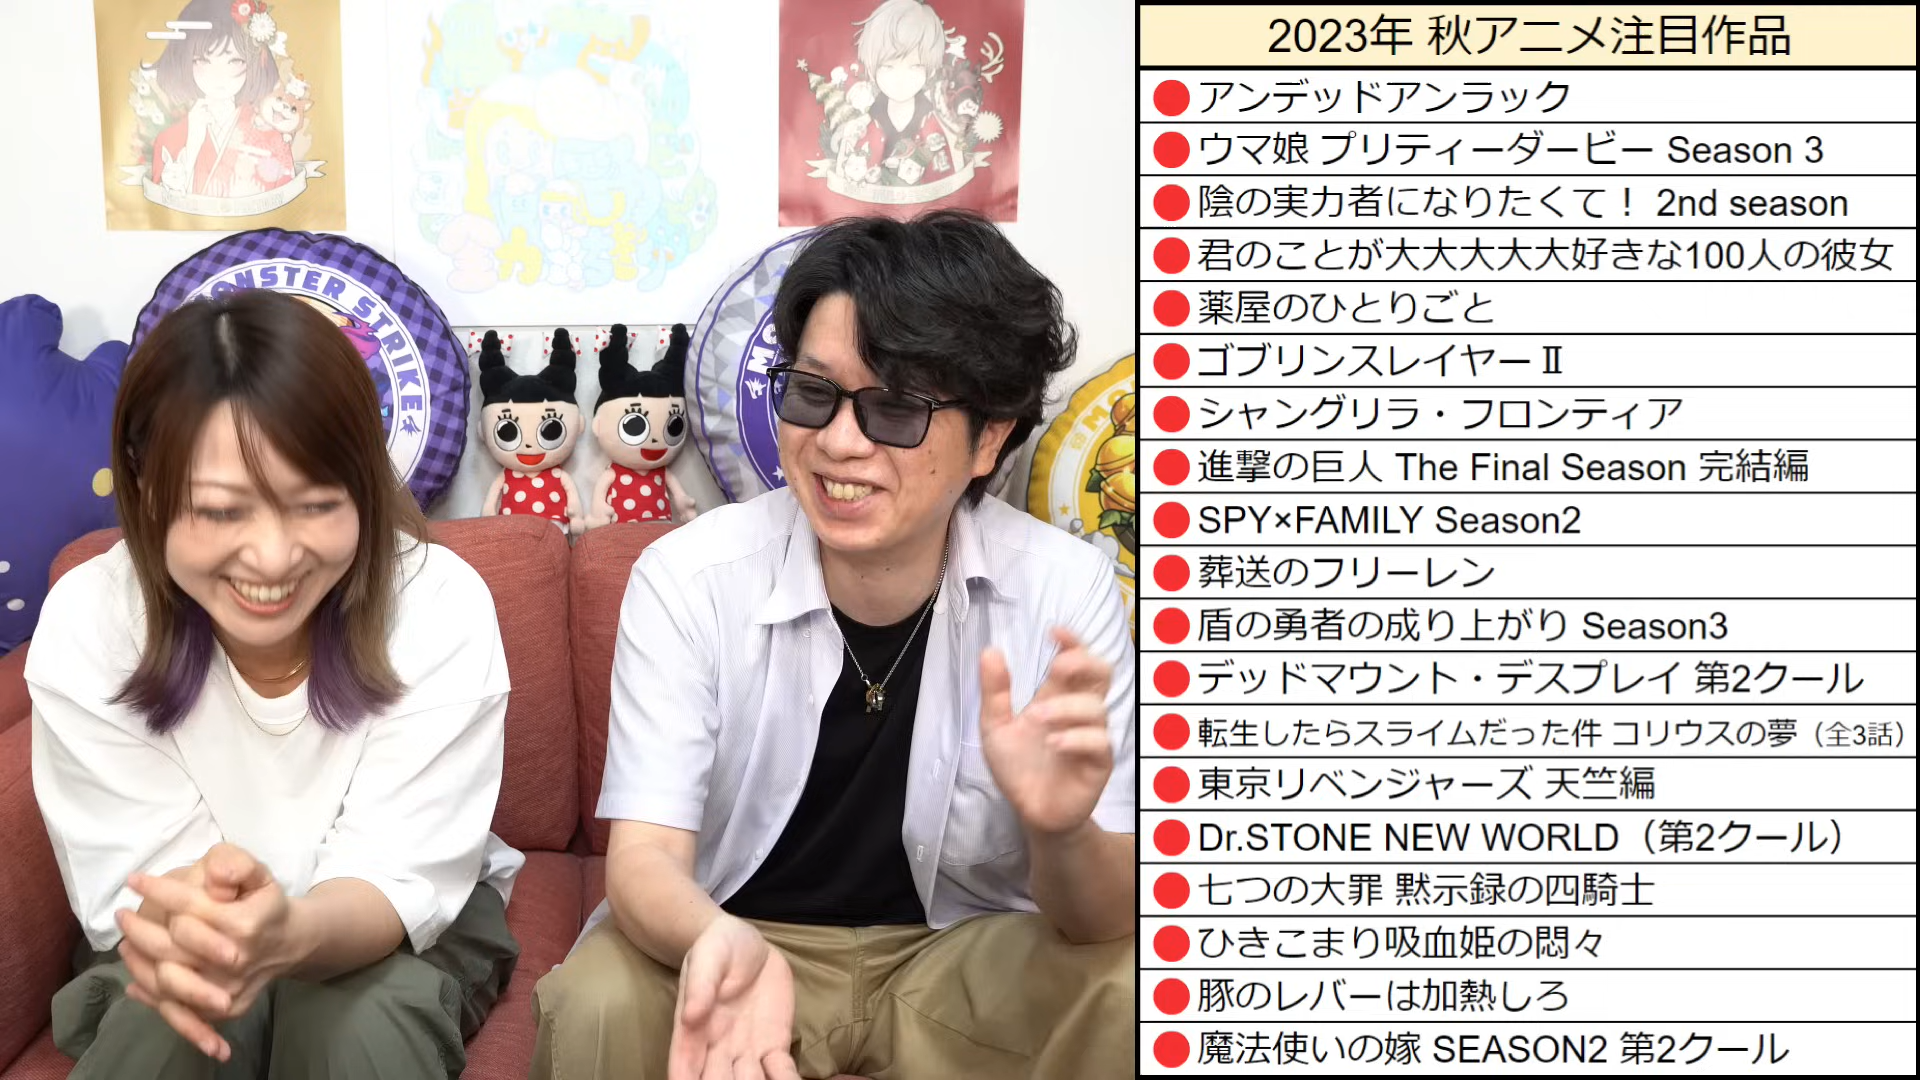 2023年 秋アニメ注目作品
アンデッドアンラック
ウマ娘 プリティーダービー Season 3
陰の実力者になりたくて！ 2nd season
君のことが大大大大大好きな100人の彼女
薬屋のひとりごと
ゴブリンスレイヤーⅡ
シャングリラ・フロンティア
進撃の巨人 The Final Season 完結編
SPY×FAMILY Season2
葬送のフリーレン
盾の勇者の成り上がり Season3
デッドマウント・デスプレイ 第2クール
転生したらスライムだった件 コリウスの夢（全3話）
東京リベンジャーズ 天竺編
Dr.STONE NEW WORLD（第2クール）
七つの大罪 黙示録の四騎士
ひきこまり吸血姫の悶々
豚のレバーは加熱しろ
魔法使いの嫁 SEASON2 第2クール
MONSTER STRIKE